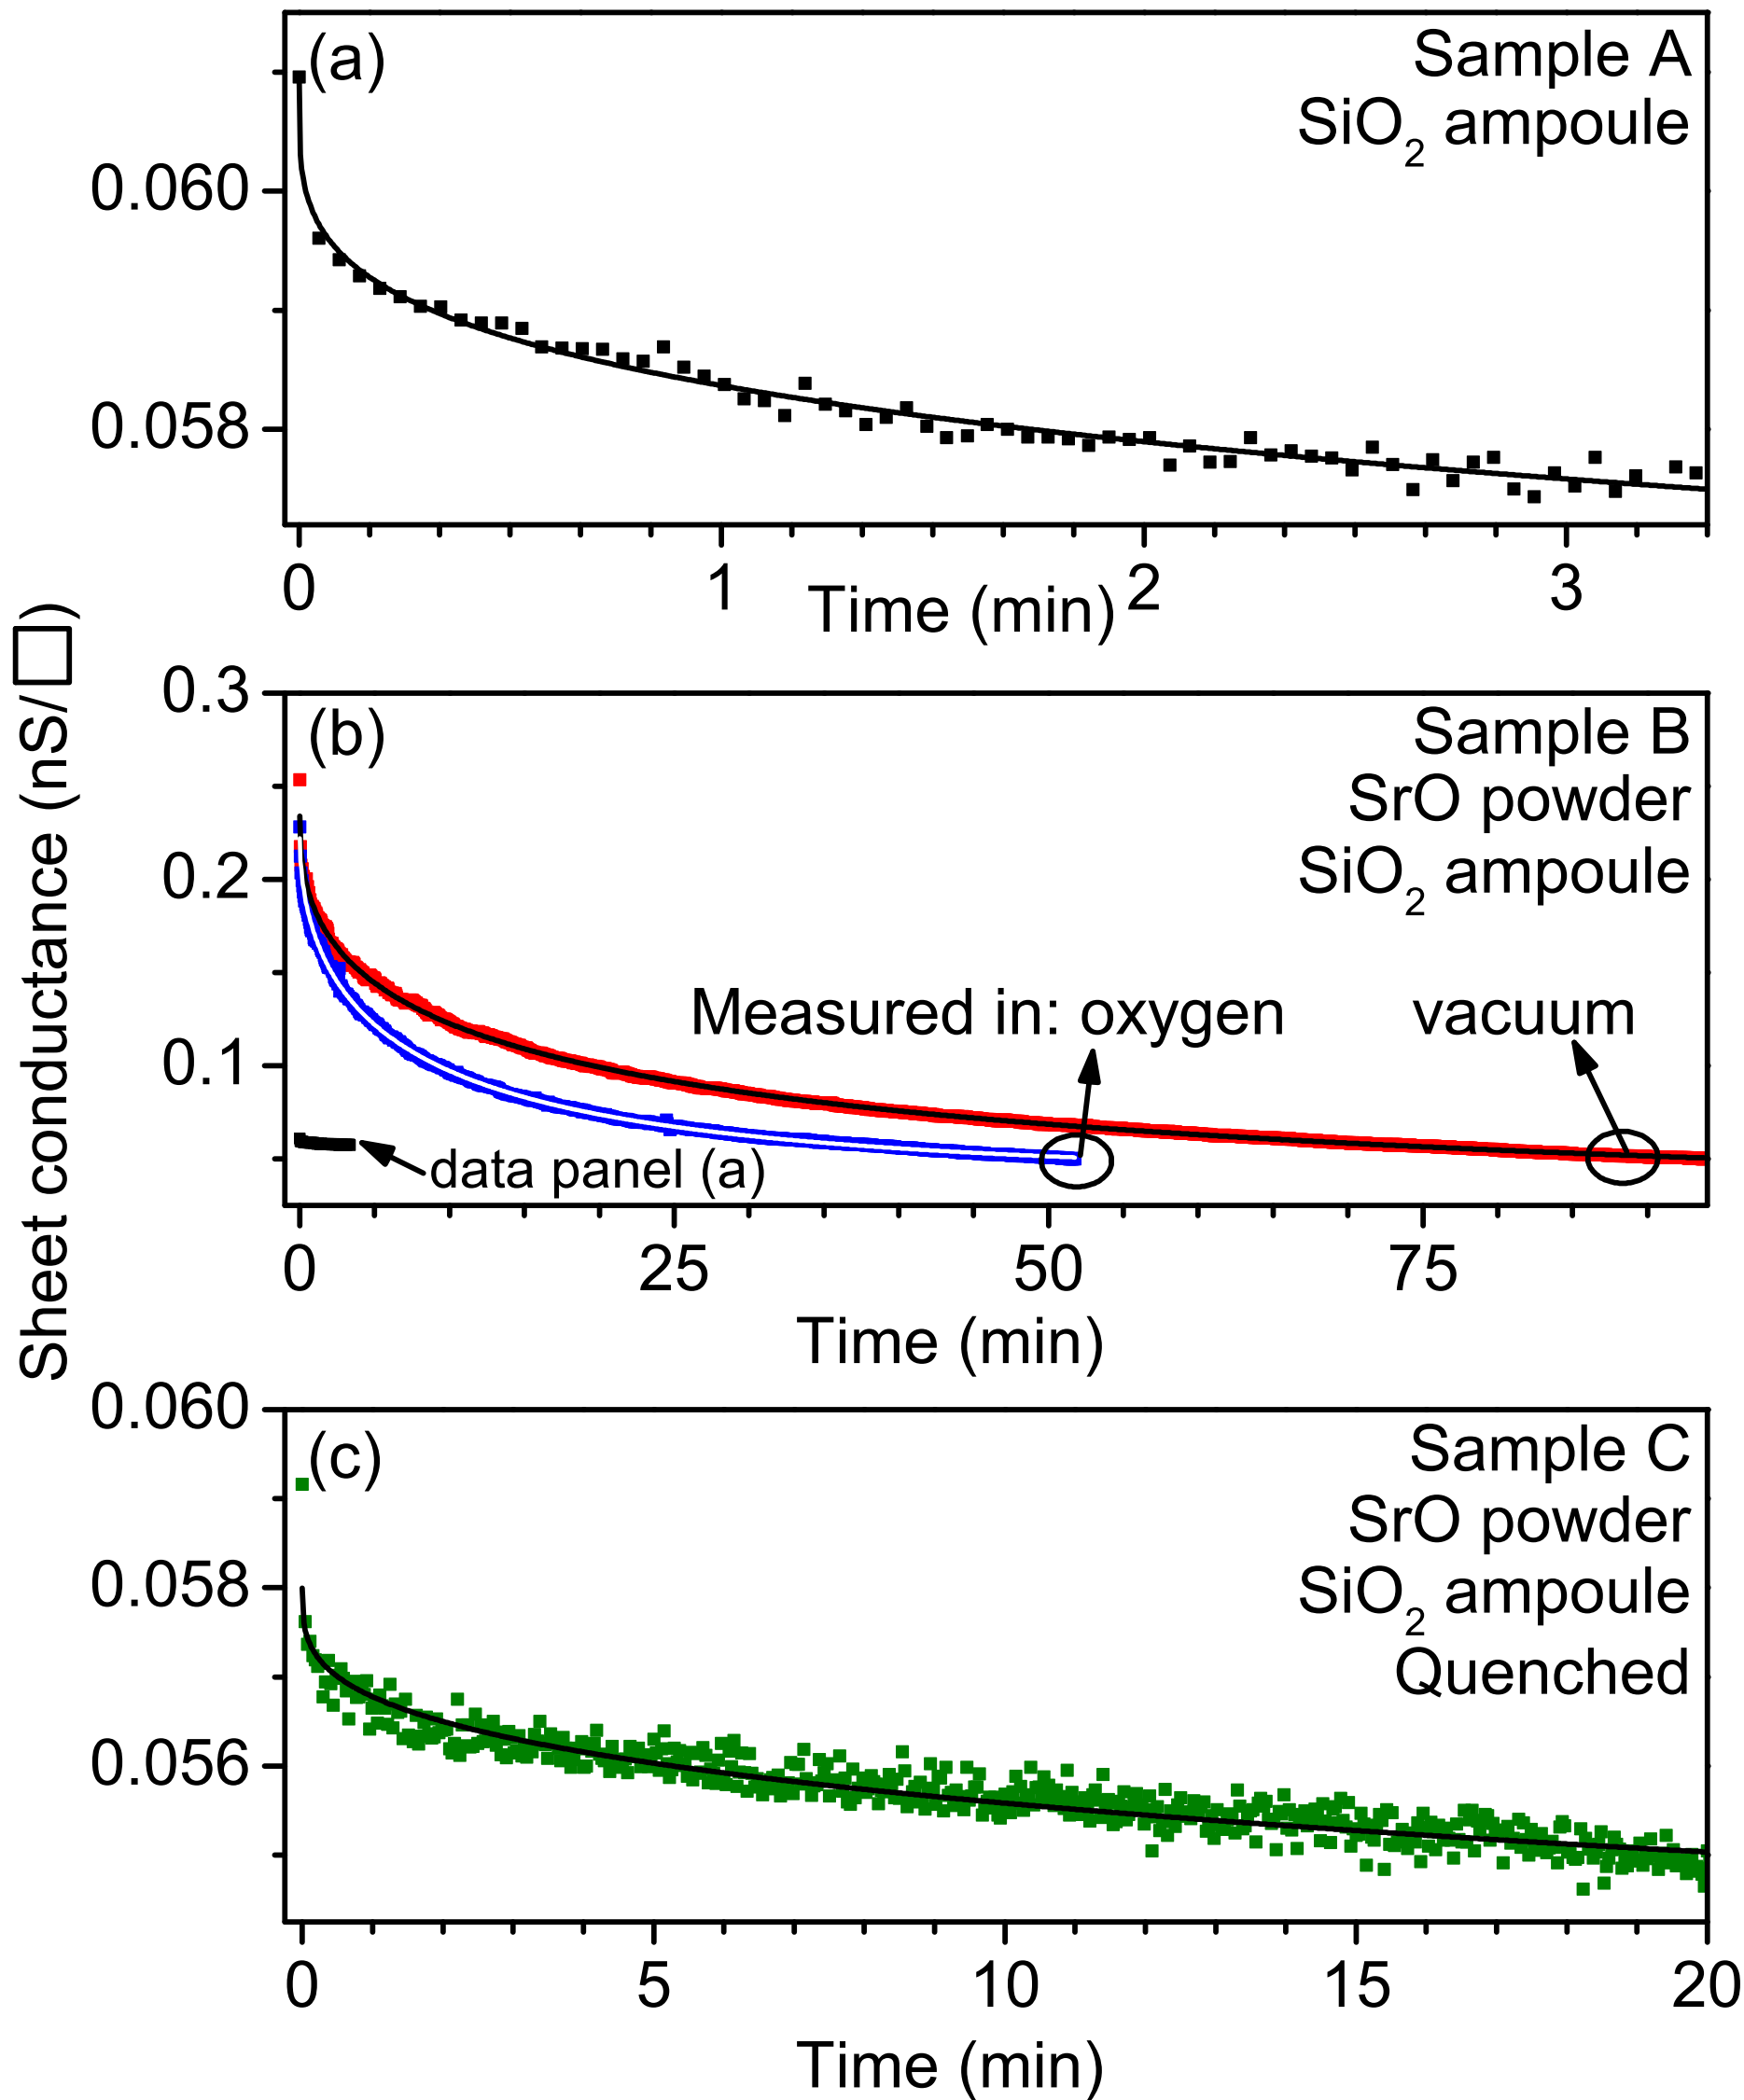 Sheet conductance (nS/□)
(a)
Sample A
SiO₂ ampoule
0.060
0.058
0 1 2 3
Time (min)
(b)
Sample B
SrO powder
SiO₂ ampoule
0.3
0.2
0.1
Measured in: oxygen vacuum
data panel (a)
0 25 50 75
Time (min)
(c)
Sample C
SrO powder
SiO₂ ampoule
Quenched
0.060
0.058
0.056
0 5 10 15 20
Time (min)